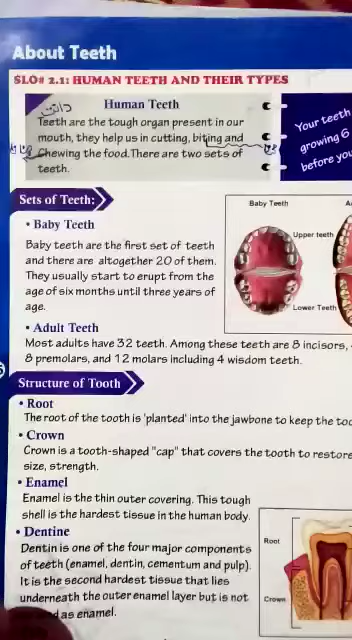 About Teeth
SLO# 2.1: HUMAN TEETH AND THEIR TYPES
دانت
Human Teeth
Teeth are the tough organ present in our
mouth, they help us in cutting, biting and
Chewing the food. There are two sets of
teeth.
Your teeth
growing 6
before you
Sets of Teeth:
• Baby Teeth
Baby teeth are the first set of teeth
and there are altogether 20 of them.
They usually start to erupt from the
age of six months until three years of
age.
Baby Teeth
Upper teeth
Lower Teeth
• Adult Teeth
Most adults have 32 teeth. Among these teeth are 8 incisors,
8 premolars, and 12 molars including 4 wisdom teeth.
Structure of Tooth
• Root
The root of the tooth is 'planted' into the jawbone to keep the
• Crown
Crown is a tooth-shaped "cap" that covers the tooth to restore
size, strength.
• Enamel
Enamel is the thin outer covering. This tough
shell is the hardest tissue in the human body.
• Dentine
Dentin is one of the four major components
of teeth (enamel, dentin, cementum and pulp).
It is the second hardest tissue that lies
underneath the outer enamel layer but is not
as enamel.
Root
Crown